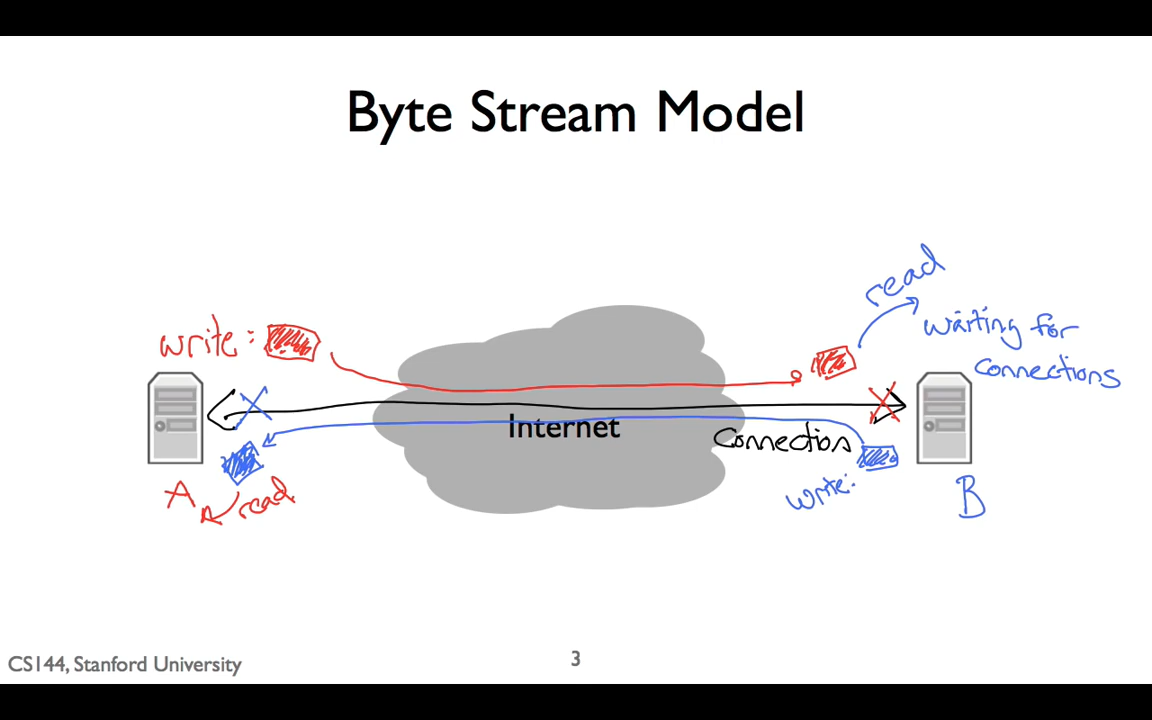 Byte Stream Model
read
write:
waiting for
connections
Internet
Connection
write:
A
read
B
CS144, Stanford University
3